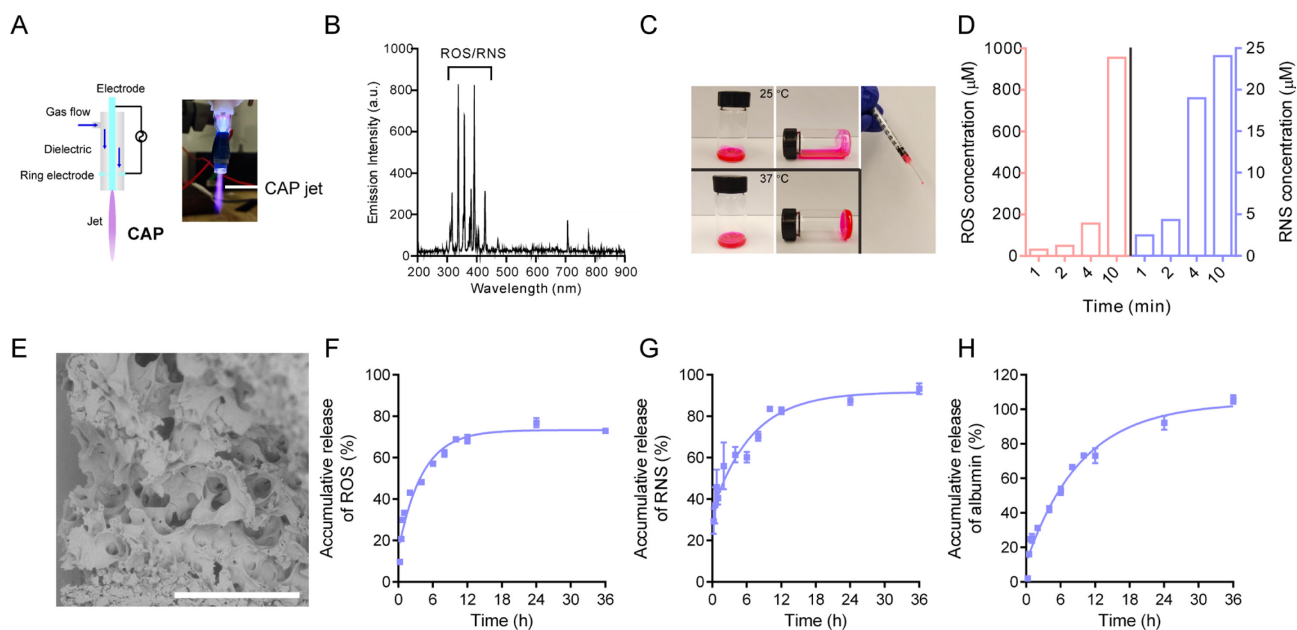 A
Electrode
Gas flow
Dielectric
Ring electrode
Jet
CAP
CAP jet
B
ROS/RNS
Emission Intensity (a.u.)
1000
800
600
400
200
0
200 300 400 500 600 700 800 900
Wavelength (nm)
C
25 °C
37 °C
D
ROS concentration (μM)
1000
800
600
400
200
0
1 2 4 10 1 2 4 10
Time (min)
25
20
15
10
5
0
RNS concentration (μM)
E
F
Accumulative release
of ROS (%)
100
80
60
40
20
0
0 6 12 18 24 30 36
Time (h)
G
Accumulative release
of RNS (%)
100
80
60
40
20
0
0 6 12 18 24 30 36
Time (h)
H
Accumulative release
of albumin (%)
120
100
80
60
40
20
0
0 6 12 18 24 30 36
Time (h)